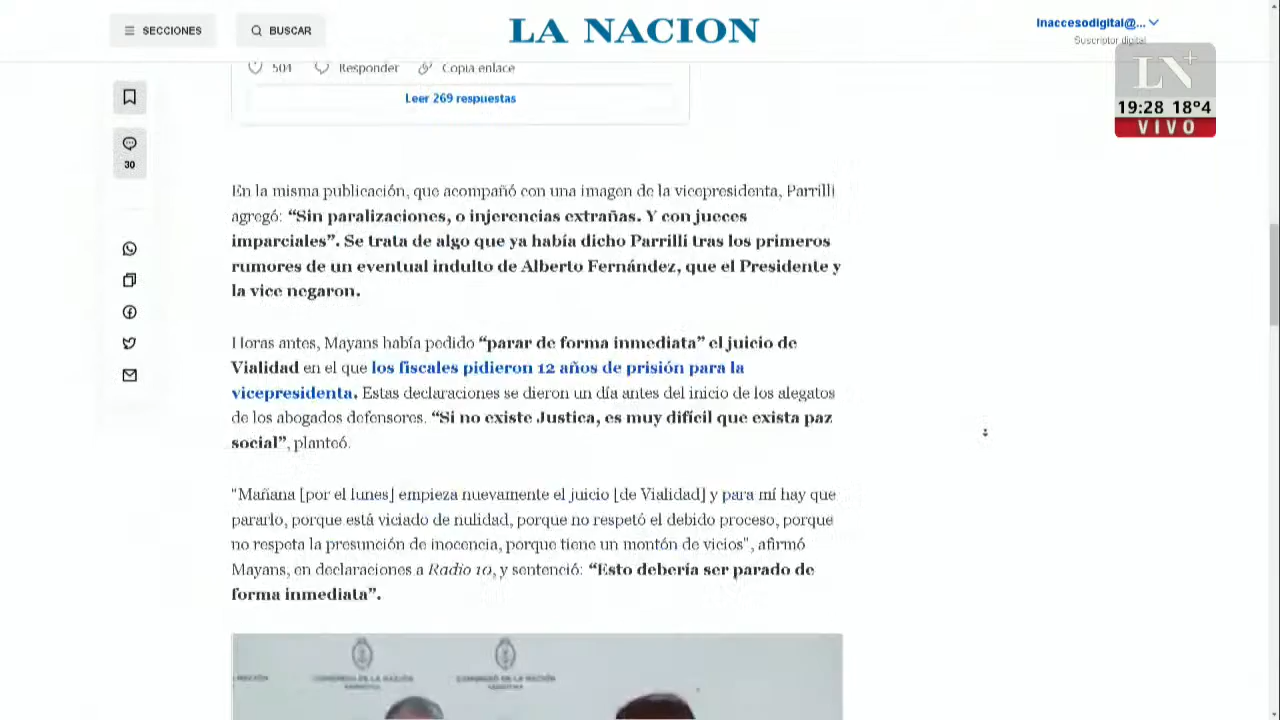 SECCIONES
BUSCAR
LA NACION
lnaccesodigital@...
Suscriptor digital
LN+
19:28 18º4
VIVO
501 Responder Copia enlace
Leer 269 respuestas
30
En la misma publicación, que acompañó con una imagen de la vicepresidenta, Parrilli
agregó: “Sin paralizaciones, o injerencias extrañas. Y con jueces
imparciales”. Se trata de algo que ya había dicho Parrilli tras los primeros
rumores de un eventual indulto de Alberto Fernández, que el Presidente y
la vice negaron.
Horas antes, Mayans había pedido “parar de forma inmediata” el juicio de
Vialidad en el que los fiscales pidieron 12 años de prisión para la
vicepresidenta. Estas declaraciones se dieron un día antes del inicio de los alegatos
de los abogados defensores. “Si no existe Justica, es muy difícil que exista paz
social”, planteó.
"Mañana [por el lunes] empieza nuevamente el juicio [de Vialidad] y para mí hay que
pararlo, porque está viciado de nulidad, porque no respetó el debido proceso, porque
no respeta la presunción de inocencia, porque tiene un montón de vicios", afirmó
Mayans, en declaraciones a Radio 10, y sentenció: “Esto debería ser parado de
forma inmediata”.